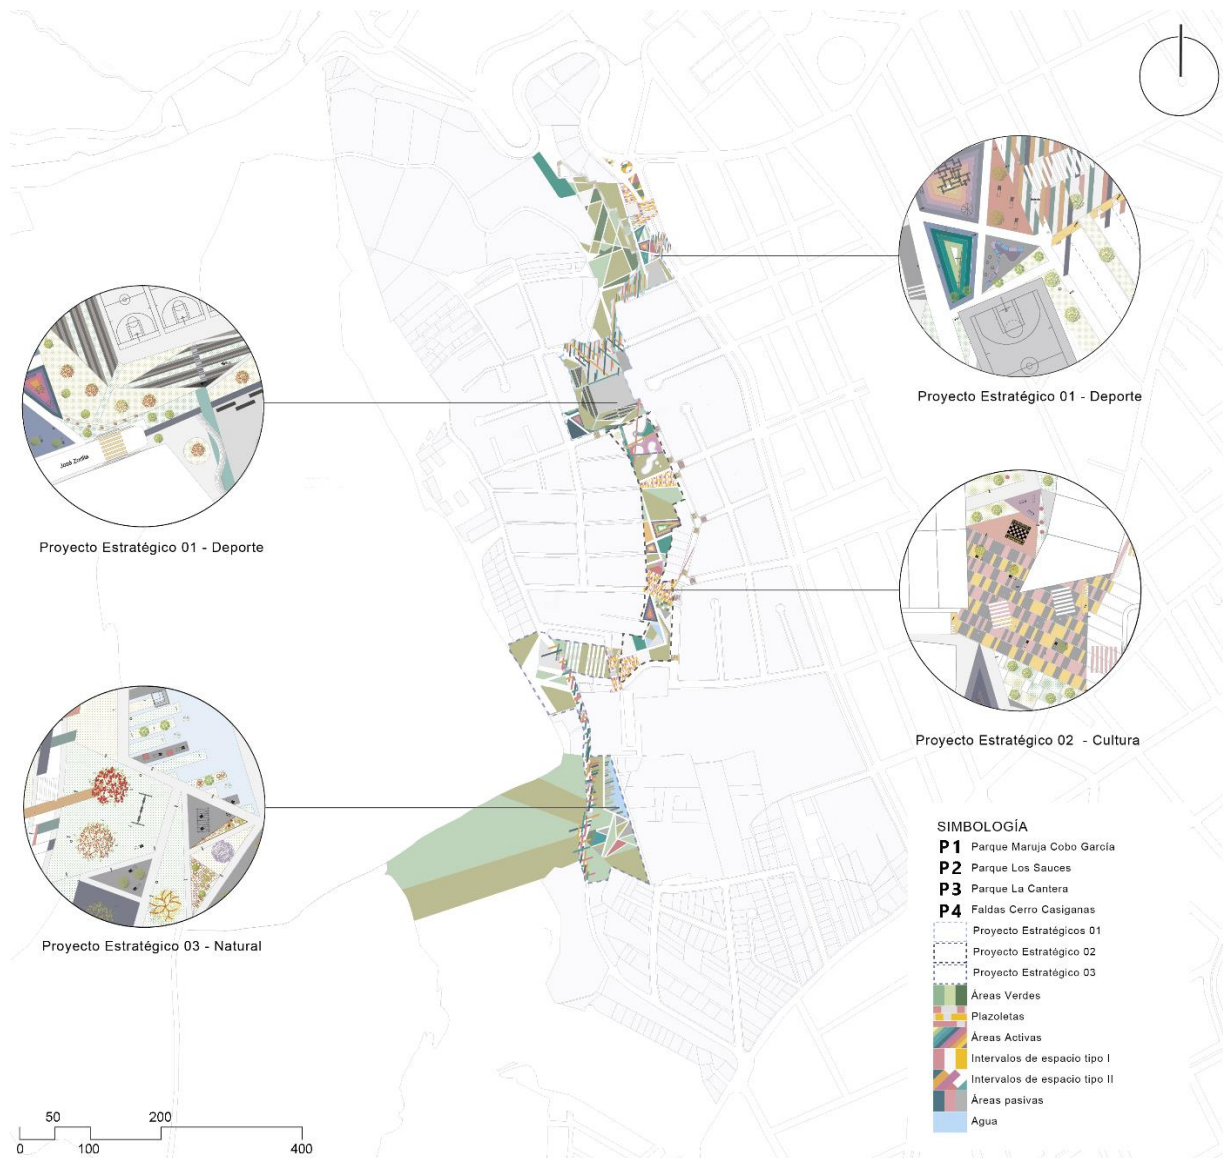 Proyecto Estratégico 01 - Deporte
José Zorilla
Proyecto Estratégico 01 - Deporte
Proyecto Estratégico 02 - Cultura
Proyecto Estratégico 03 - Natural
SIMBOLOGÍA
P1 Parque Maruja Cobo García
P2 Parque Los Sauces
P3 Parque La Cantera
P4 Faldas Cerro Casiganas
Proyecto Estratégicos 01
Proyecto Estratégico 02
Proyecto Estratégico 03
Áreas Verdes
Plazoletas
Áreas Activas
Intervalos de espacio tipo I
Intervalos de espacio tipo II
Áreas pasivas
Agua
50 200
0 100 400